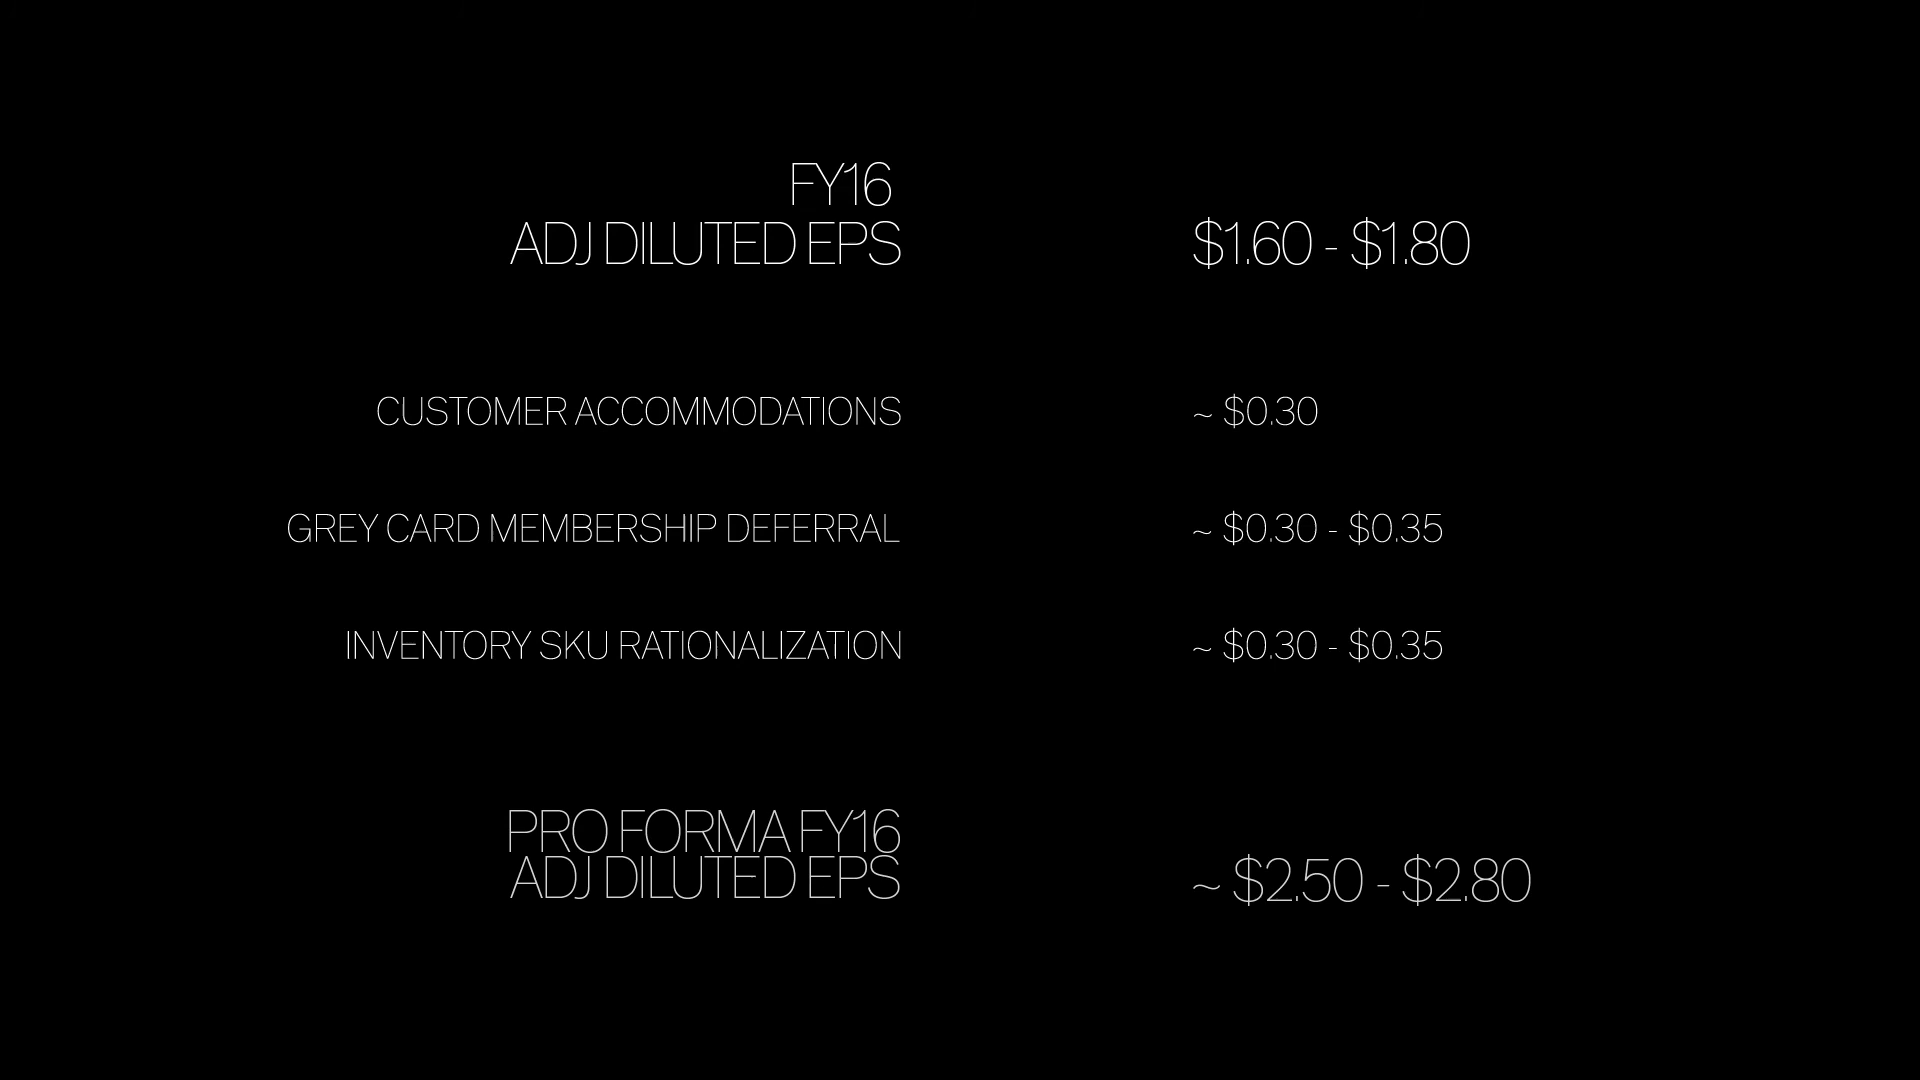 FY16
ADJ DILUTED EPS
$1.60 - $1.80
CUSTOMER ACCOMMODATIONS
~ $0.30
GREY CARD MEMBERSHIP DEFERRAL
~ $0.30 - $0.35
INVENTORY SKU RATIONALIZATION
~ $0.30 - $0.35
PRO FORMA FY16
ADJ DILUTED EPS
~ $2.50 - $2.80